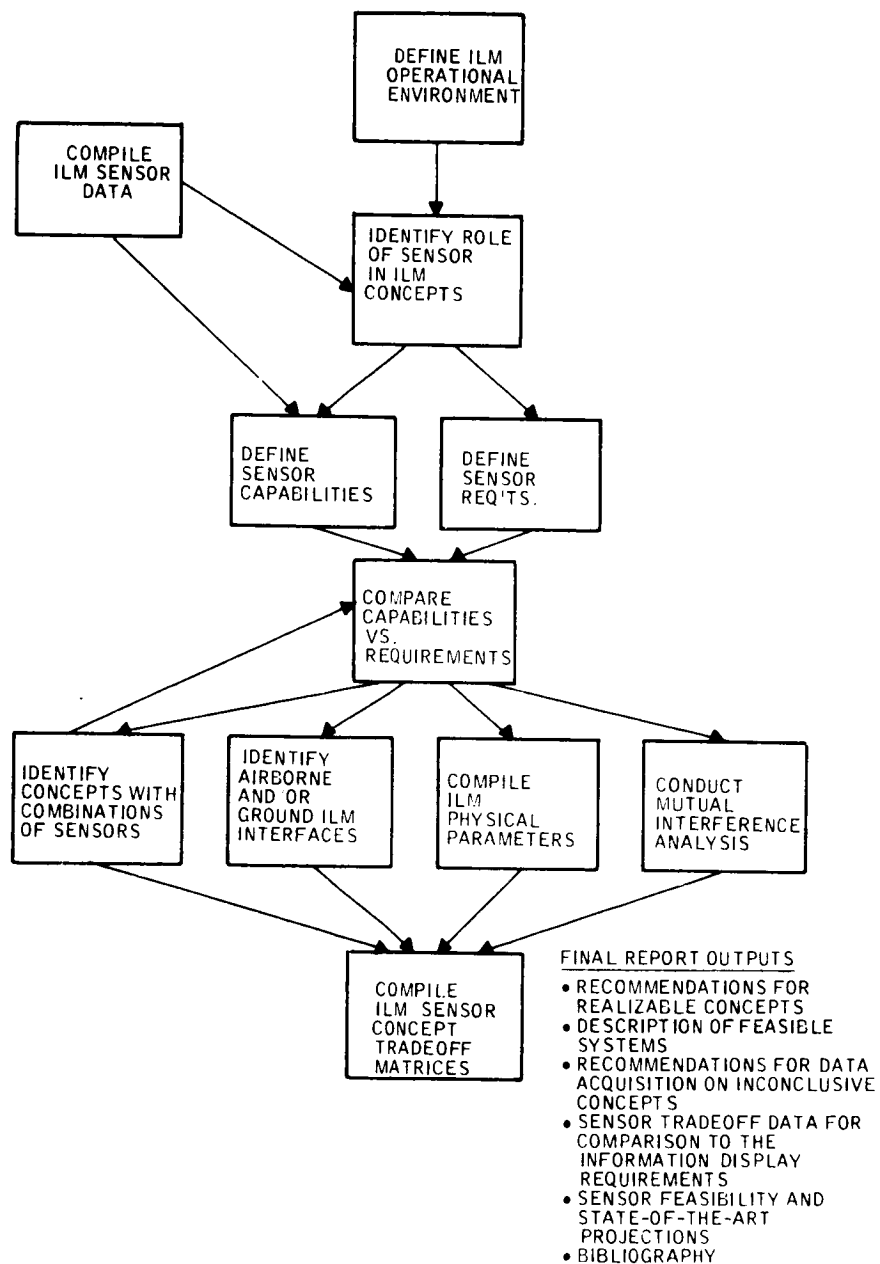 DEFINE ILM
OPERATIONAL
ENVIRONMENT
COMPILE
ILM SENSOR
DATA
IDENTIFY ROLE
OF SENSOR
IN ILM
CONCEPTS
DEFINE
SENSOR
CAPABILITIES
DEFINE
SENSOR
REQ'TS.
COMPARE
CAPABILITIES
VS.
REQUIREMENTS
IDENTIFY
CONCEPTS WITH
COMBINATIONS
OF SENSORS
IDENTIFY
AIRBORNE
AND/OR
GROUND ILM
INTERFACES
COMPILE
ILM
PHYSICAL
PARAMETERS
CONDUCT
MUTUAL
INTERFERENCE
ANALYSIS
COMPILE
ILM SENSOR
CONCEPT
TRADEOFF
MATRICES
FINAL REPORT OUTPUTS
• RECOMMENDATIONS FOR
REALIZABLE CONCEPTS
• DESCRIPTION OF FEASIBLE
SYSTEMS
• RECOMMENDATIONS FOR DATA
ACQUISITION ON INCONCLUSIVE
CONCEPTS
• SENSOR TRADEOFF DATA FOR
COMPARISON TO THE
INFORMATION DISPLAY
REQUIREMENTS
• SENSOR FEASIBILITY AND
STATE-OF-THE-ART
PROJECTIONS
• BIBLIOGRAPHY